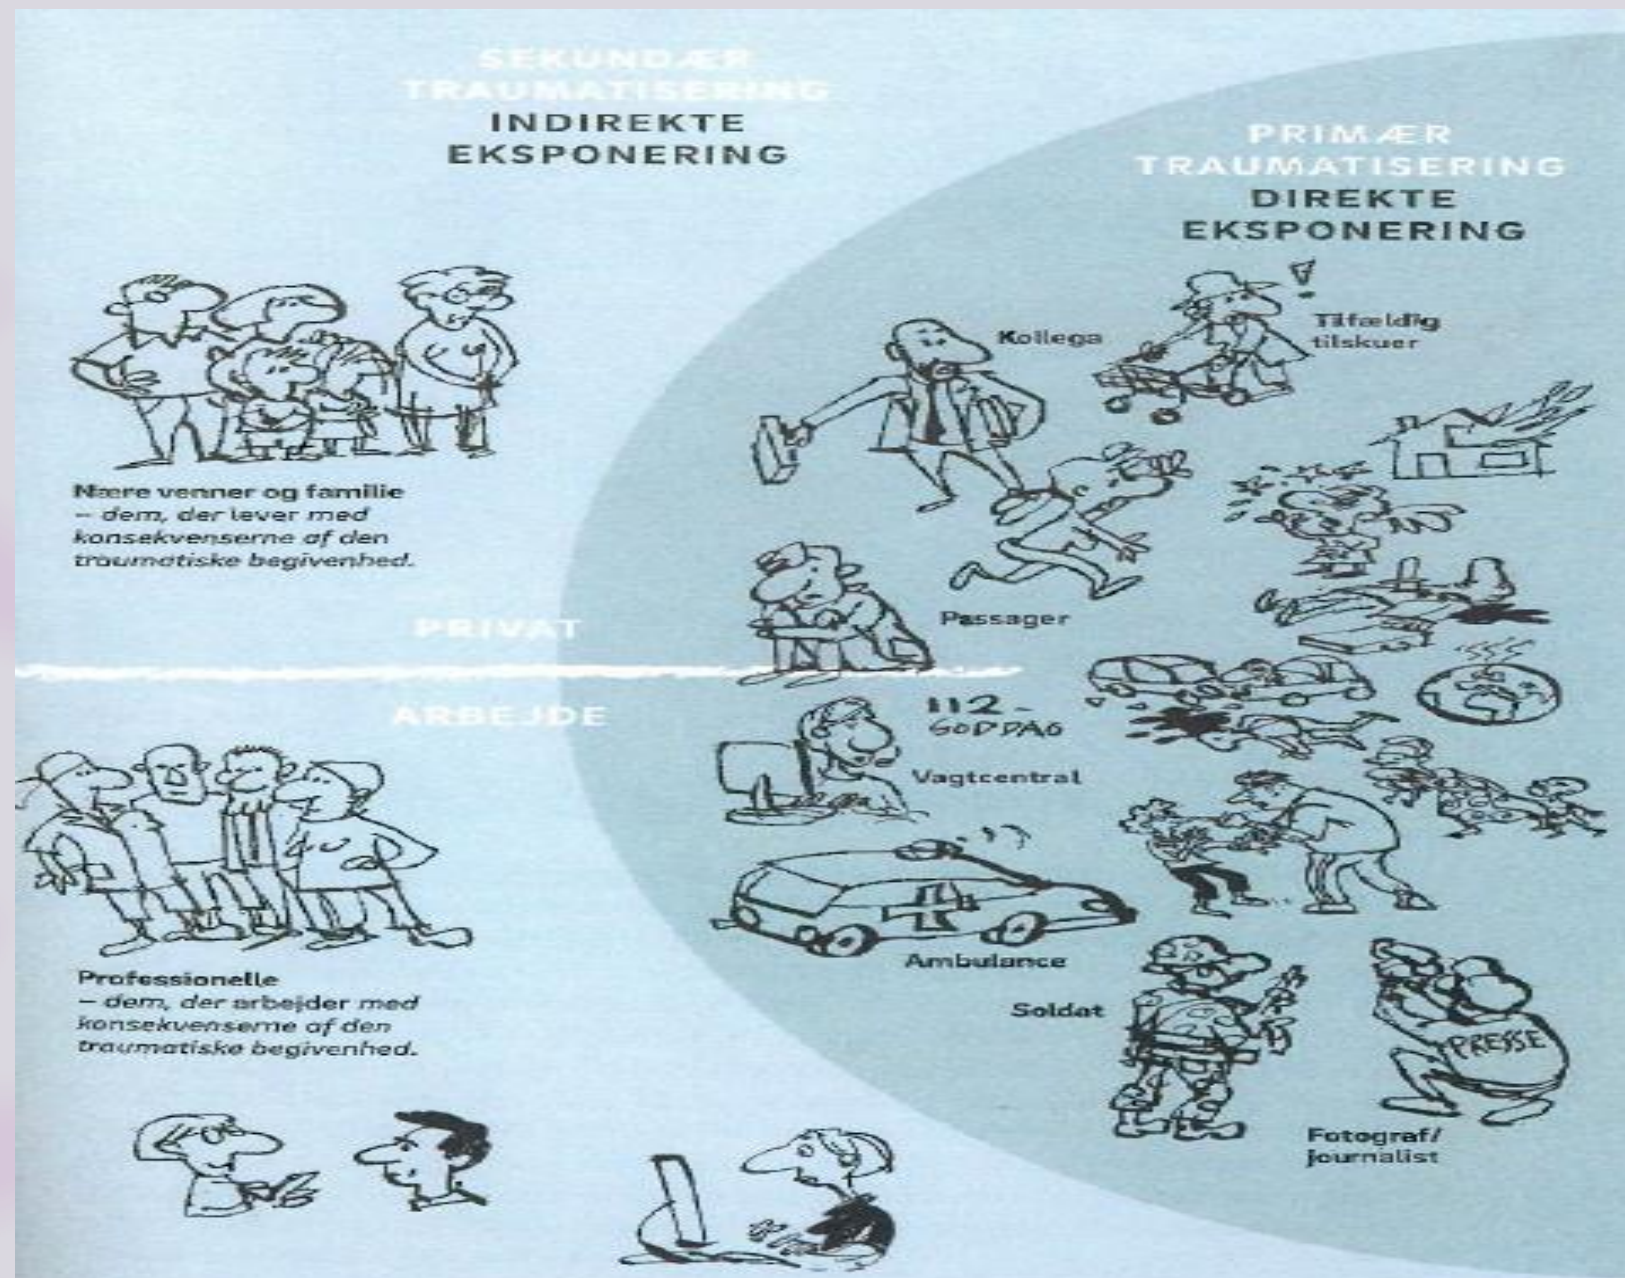 SEKUNDÆR
TRAUMATISERING
INDIREKTE
EKSPONERING
PRIMÆR
TRAUMATISERING
DIREKTE
EKSPONERING
Kollega
Tilfældig
tilskuer
Nære venner og familie
– dem, der lever med
konsekvenserne af den
traumatiske begivenhed.
Passager
PRIVAT
ARBEJDE
112 -
GODDAG
Vagtcentral
Ambulance
Professionelle
– dem, der arbejder med
konsekvenserne af den
traumatiske begivenhed.
Soldat
PRESSE
Fotograf/
journalist